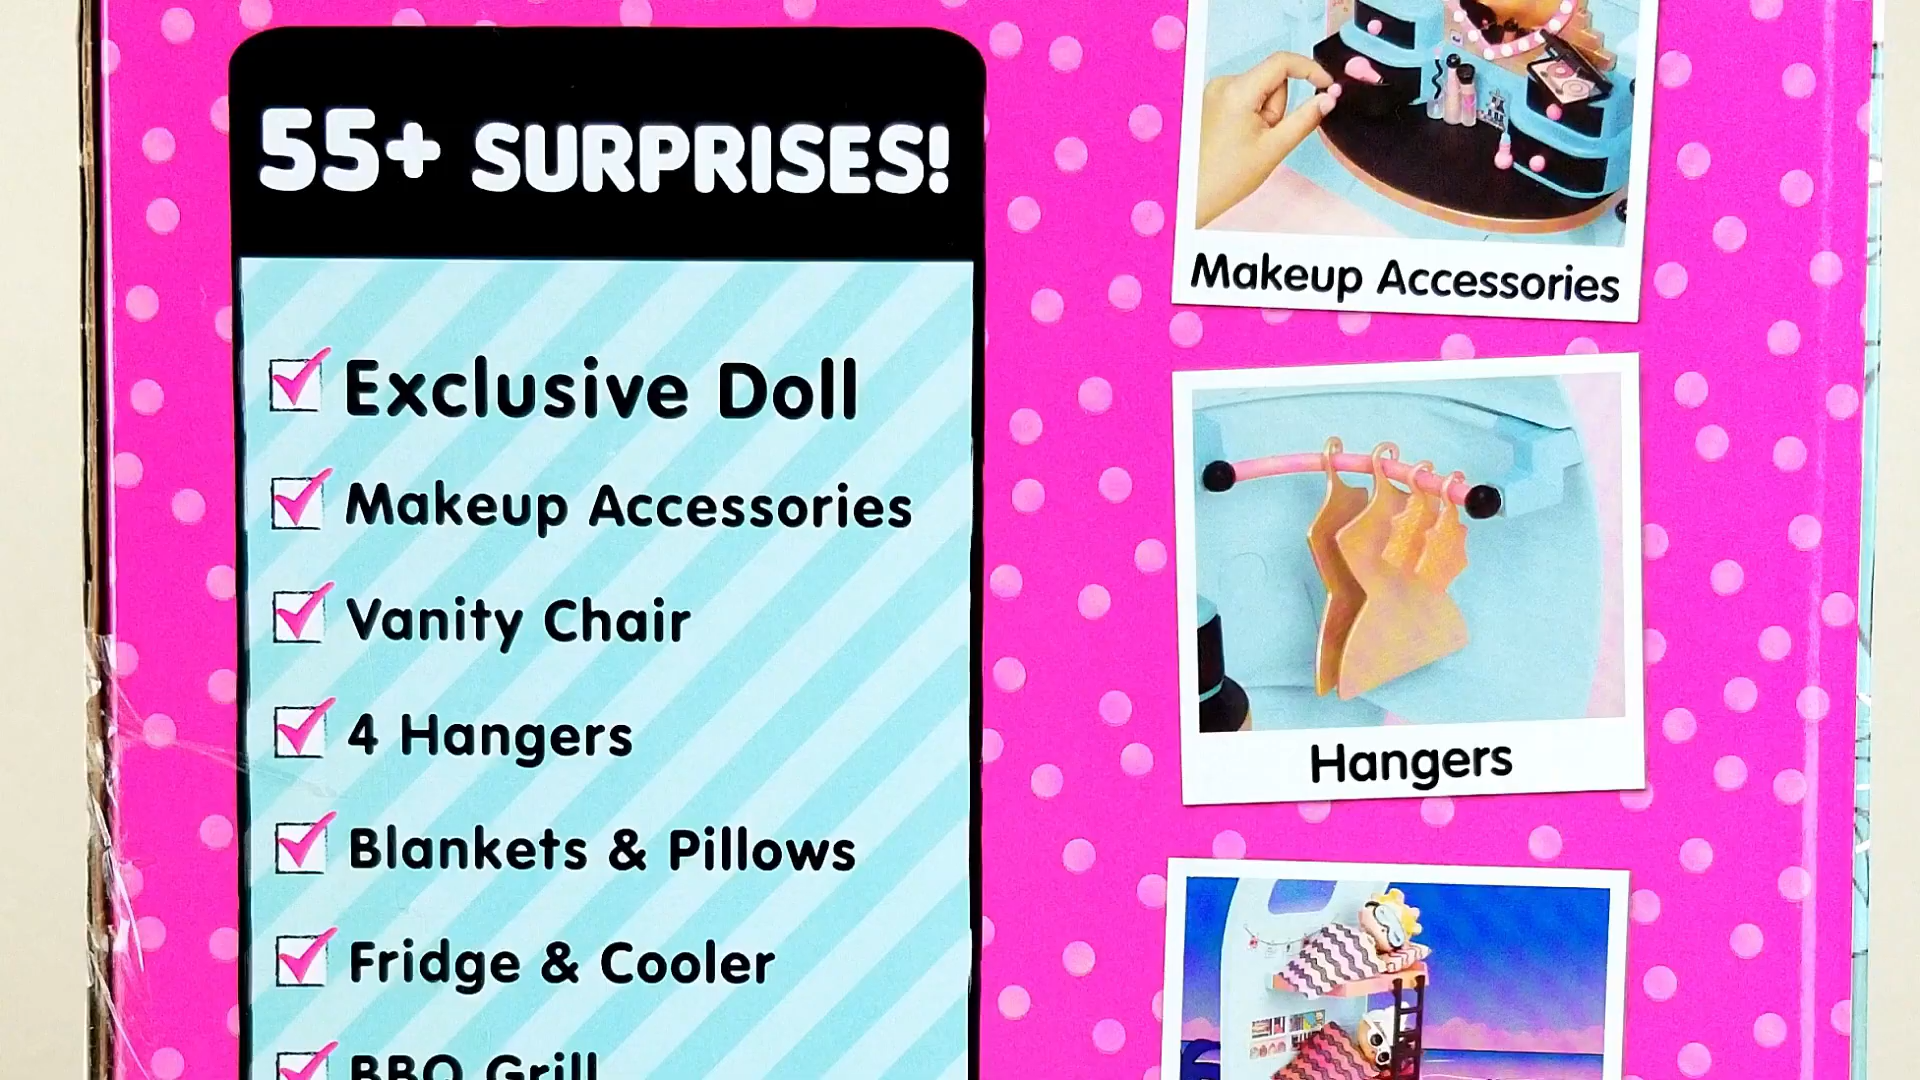 55+ SURPRISES!
Exclusive Doll
Makeup Accessories
Vanity Chair
4 Hangers
Blankets & Pillows
Fridge & Cooler
BBQ Grill
Makeup Accessories
Hangers